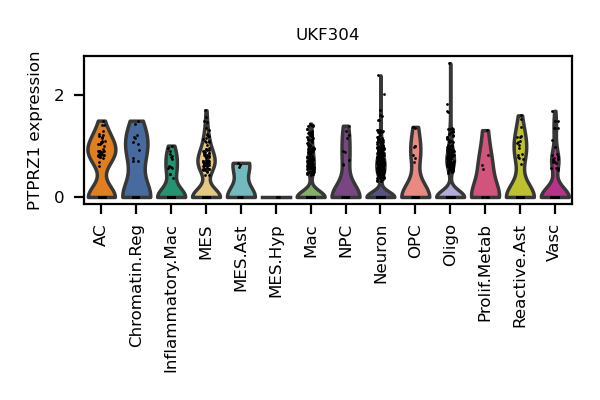 UKF304
PTPRZ1 expression
2
0
AC
Chromatin.Reg
Inflammatory.Mac
MES
MES.Ast
MES.Hyp
Mac
NPC
Neuron
OPC
Oligo
Prolif.Metab
Reactive.Ast
Vasc